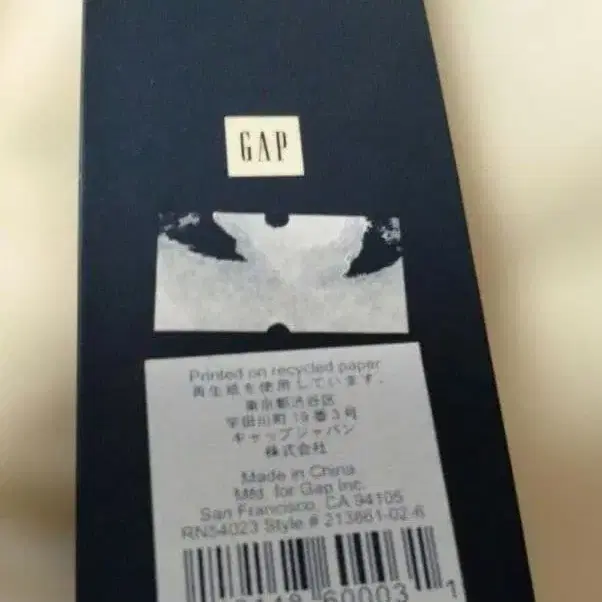 GAP
Printed on recycled paper
再生紙を使用しています。
東京都渋谷区
宇田川町 19 番 3 号
ギャップジャパン
株式会社
Made in China
Mfd. for Gap Inc.
San Francisco, CA 94105
RN54023 Style # 213661-02-6
60003 1